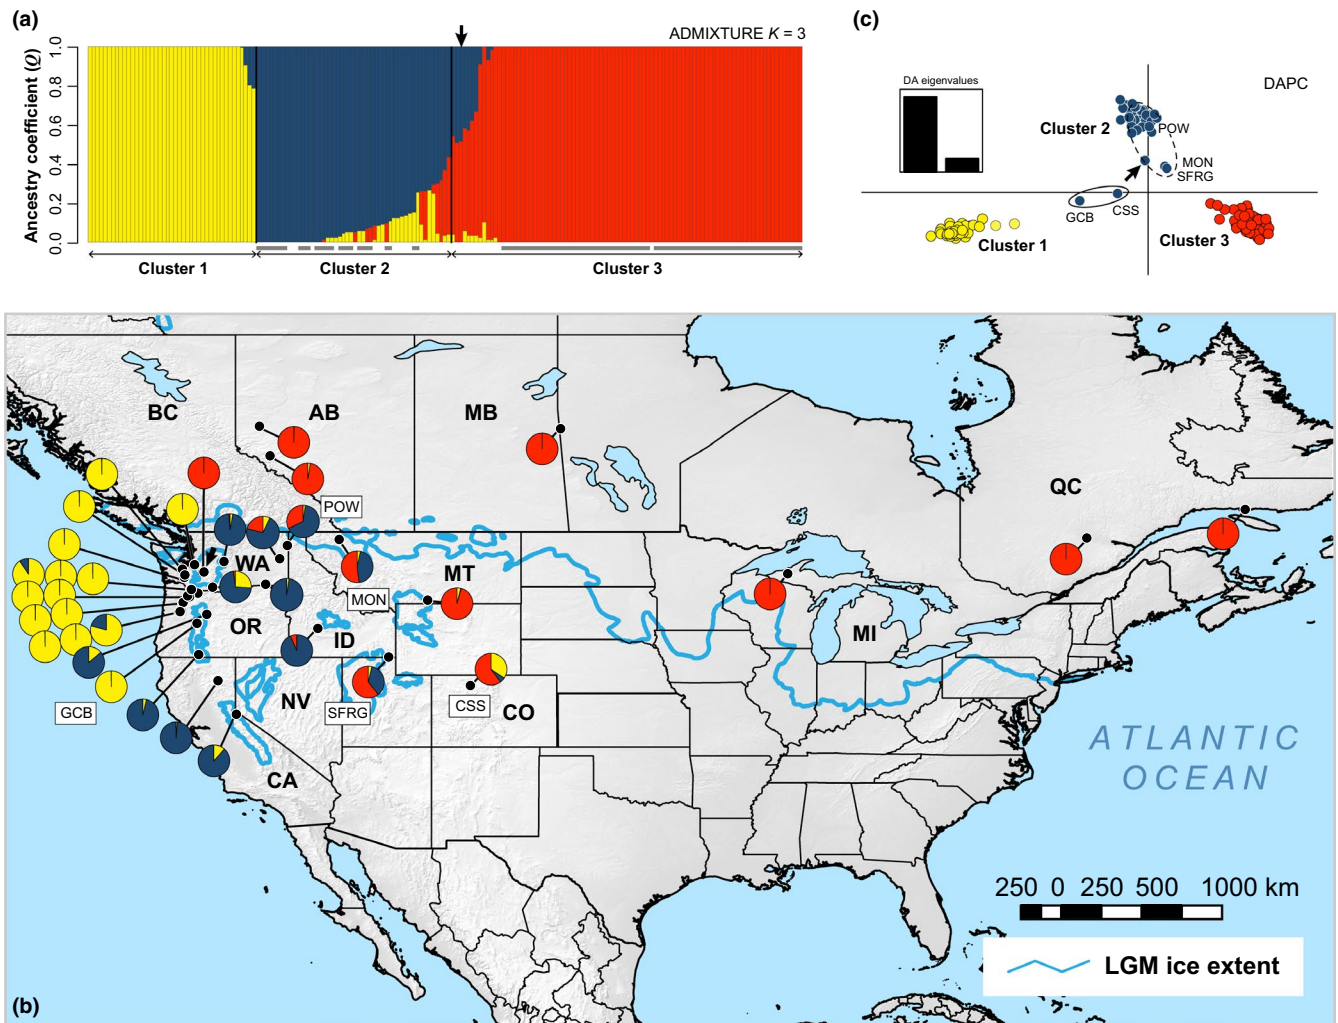 (a)
ADMIXTURE K = 3
Ancestry coefficient (Q)
1.0
0.8
0.6
0.4
0.2
0.0
Cluster 1
Cluster 2
Cluster 3
(c)
DAPC
DA eigenvalues
Cluster 2
POW
MON
SFRG
GCB
CSS
Cluster 1
Cluster 3
BC
AB
MB
QC
POW
WA
MT
MON
OR
ID
MI
NV
SFRG
CSS
CO
GCB
CA
ATLANTIC
OCEAN
250 0 250 500 1000 km
LGM ice extent
(b)